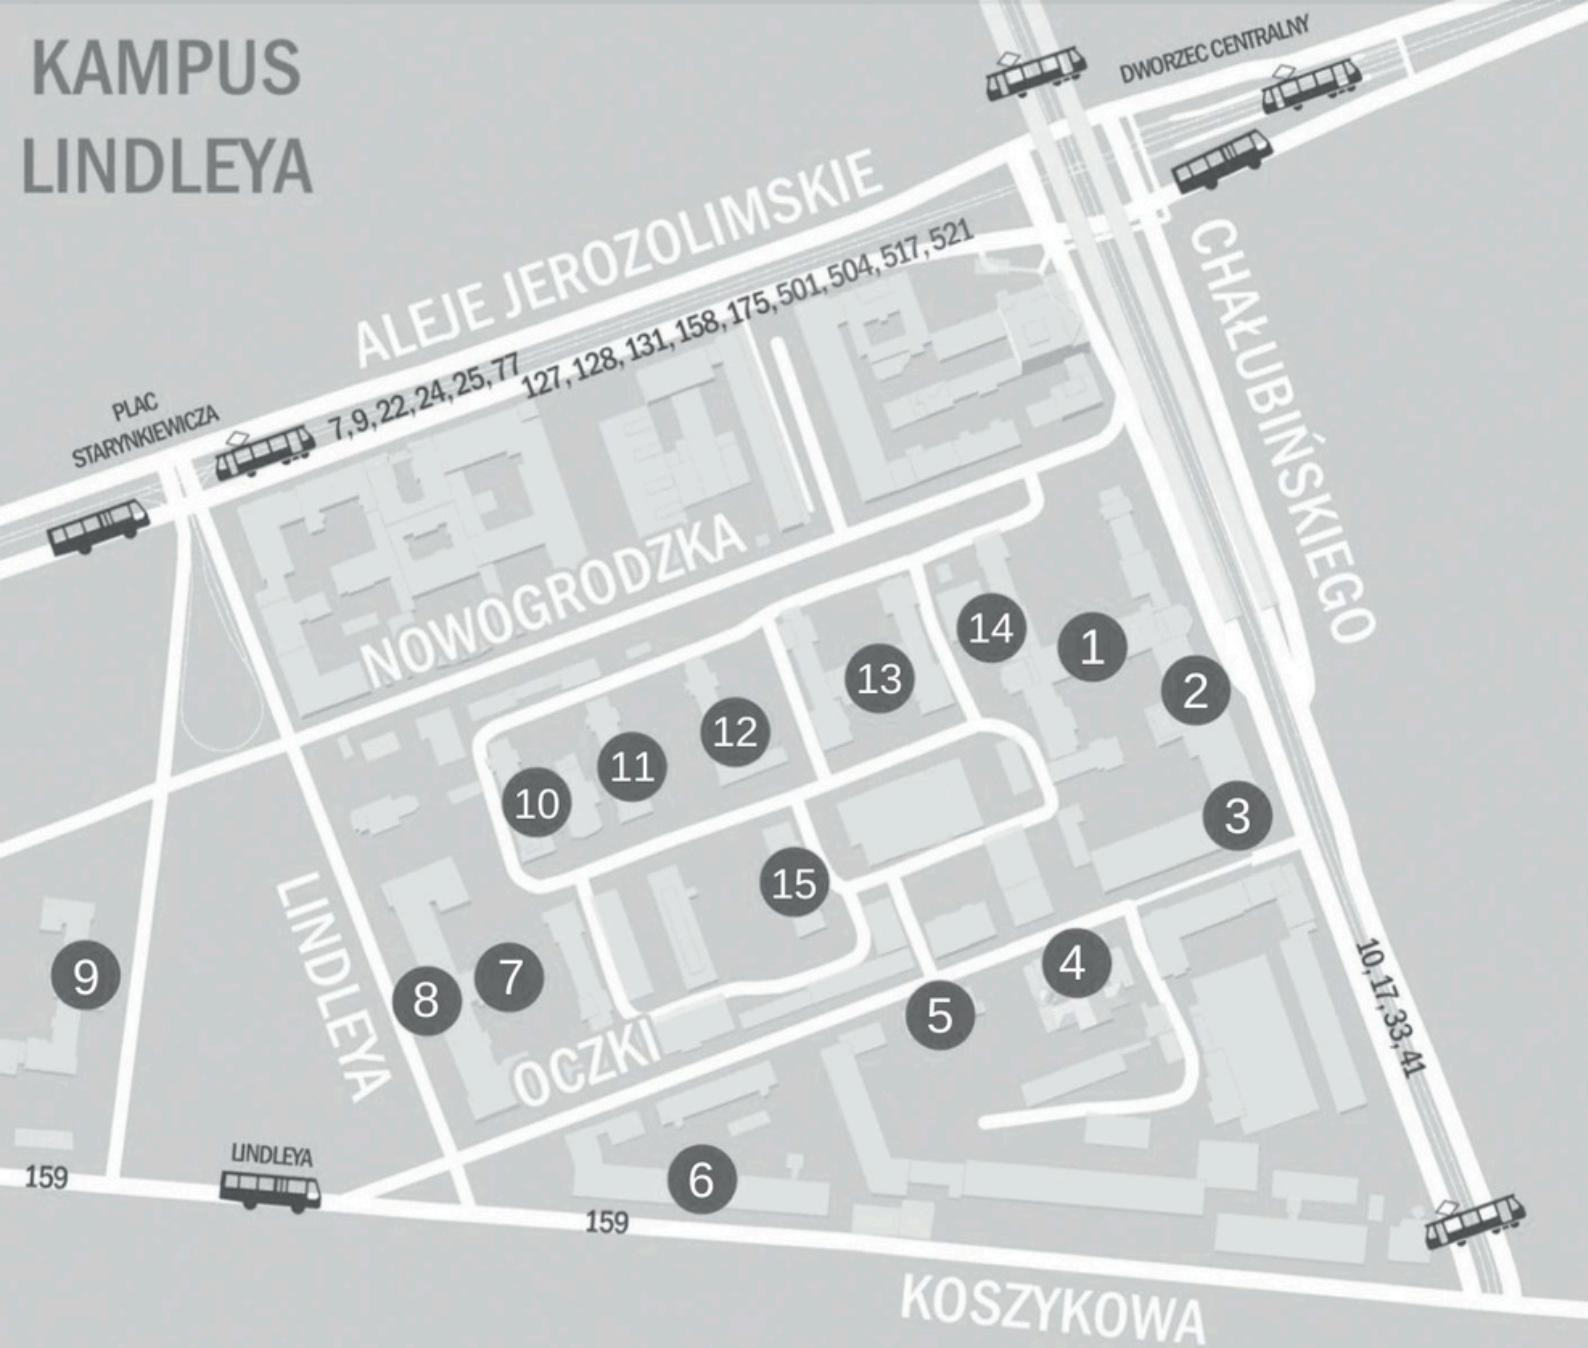 KAMPUS
LINDLEYA
DWORZEC CENTRALNY
ALEJE JEROZOLIMSKIE
CHAŁUBIŃSKIEGO
127, 128, 131, 158, 175, 501, 504, 517, 521
7, 9, 22, 24, 25, 77
PLAC
STARYNKIEWICZA
NOWOGRODZKA
14
1
13
2
12
11
10
3
15
LINDLEYA
9
7
8
4
5
10, 17, 33, 41
OCZKI
LINDLEYA
159
6
159
KOSZYKOWA